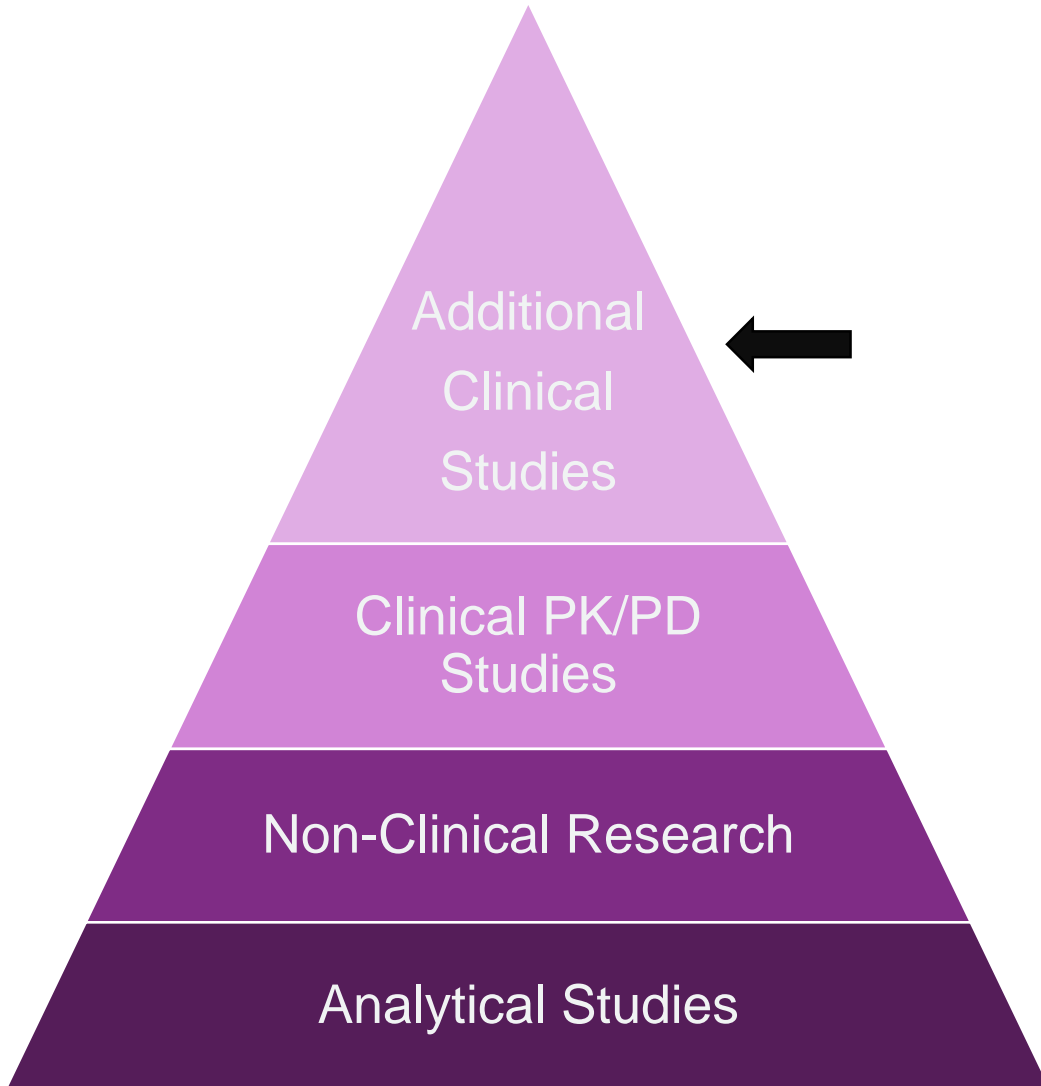 Additional
Clinical
Studies
Clinical PK/PD
Studies
Non-Clinical Research
Analytical Studies